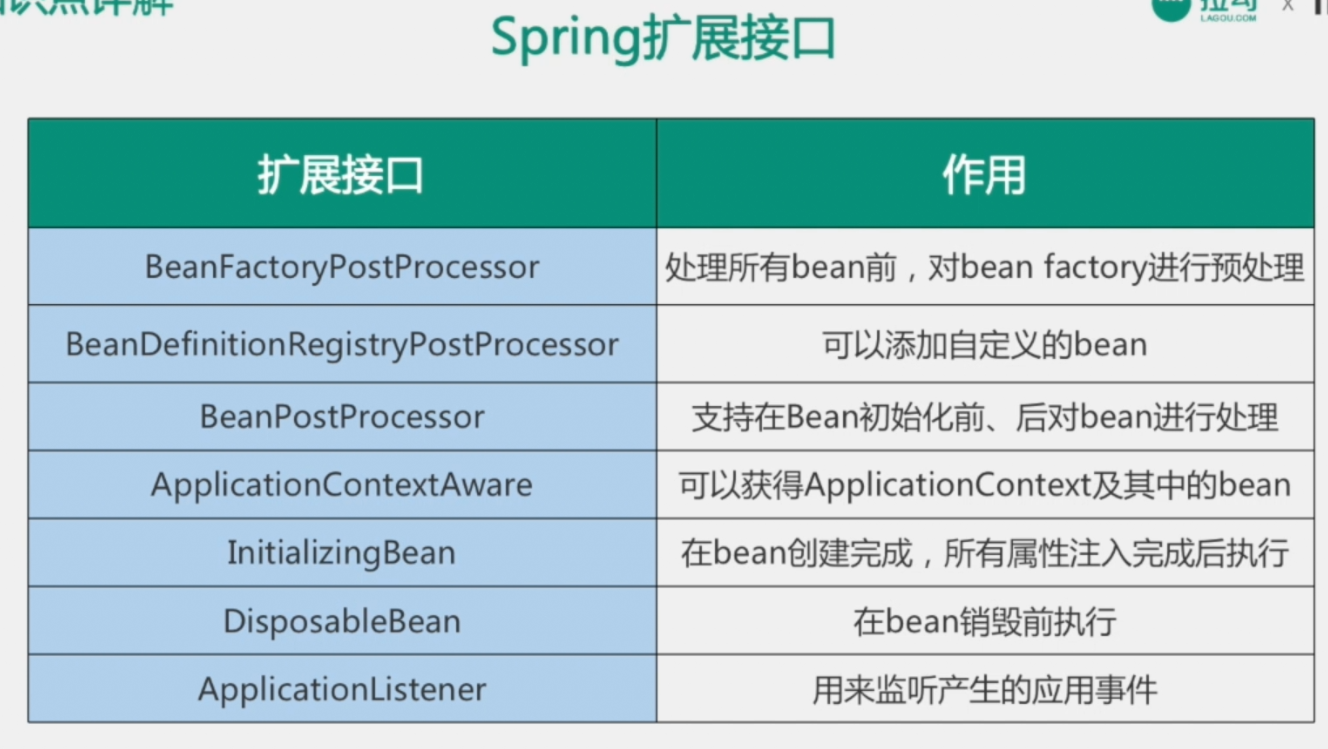 识点详解
拉勾
LAGOU.COM
x
Spring扩展接口
扩展接口
作用
BeanFactoryPostProcessor
处理所有bean前，对bean factory进行预处理
BeanDefinitionRegistryPostProcessor
可以添加自定义的bean
BeanPostProcessor
支持在Bean初始化前、后对bean进行处理
ApplicationContextAware
可以获得ApplicationContext及其中的bean
InitializingBean
在bean创建完成，所有属性注入完成后执行
DisposableBean
在bean销毁前执行
ApplicationListener
用来监听产生的应用事件